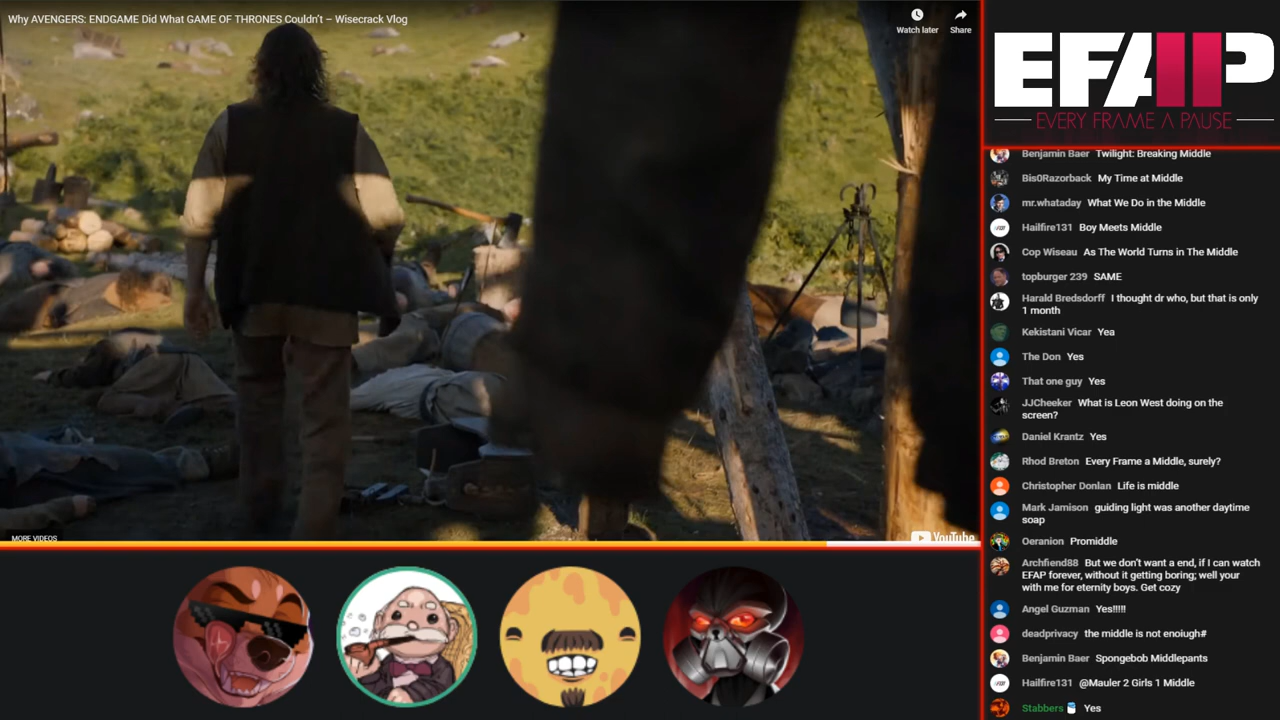 Why AVENGERS: ENDGAME Did What GAME OF THRONES Couldn't – Wisecrack Vlog
Watch later
Share
MORE VIDEOS
YouTube
EFAP
EVERY FRAME A PAUSE
Benjamin Baer Twilight: Breaking Middle
Bis0Razorback My Time at Middle
mr.whataday What We Do in the Middle
Hailfire131 Boy Meets Middle
Cop Wiseau As The World Turns in The Middle
topburger 239 SAME
Harald Bredsdorff I thought dr who, but that is only
1 month
Kekistani Vicar Yea
The Don Yes
That one guy Yes
JJCheeker What is Leon West doing on the
screen?
Daniel Krantz Yes
Rhod Breton Every Frame a Middle, surely?
Christopher Donlan Life is middle
Mark Jamison guiding light was another daytime
soap
Oeranion Promiddle
Archfiend88 But we don't want a end, if I can watch
EFAP forever, without it getting boring; well your
with me for eternity boys. Get cozy
Angel Guzman Yes!!!!!
deadprivacy the middle is not enoiugh#
Benjamin Baer Spongebob Middlepants
Hailfire131 @Mauler 2 Girls 1 Middle
Stabbers Yes